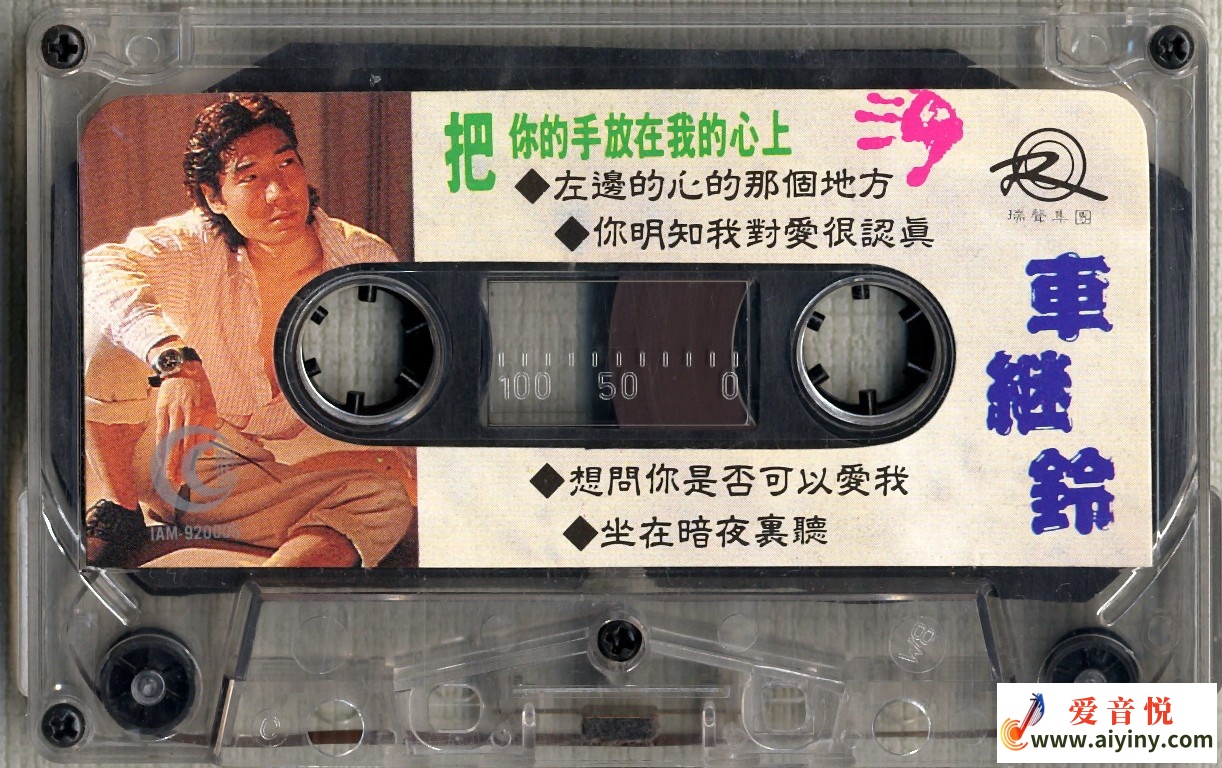 把你的手放在我的心上
◆左邊的心的那個地方
◆你明知我對愛很認眞
瑞聲集團
車繼鈴
100 50 0
◆想問你是否可以愛我
◆坐在暗夜裏聽
爱音悦
www.aiyiny.com